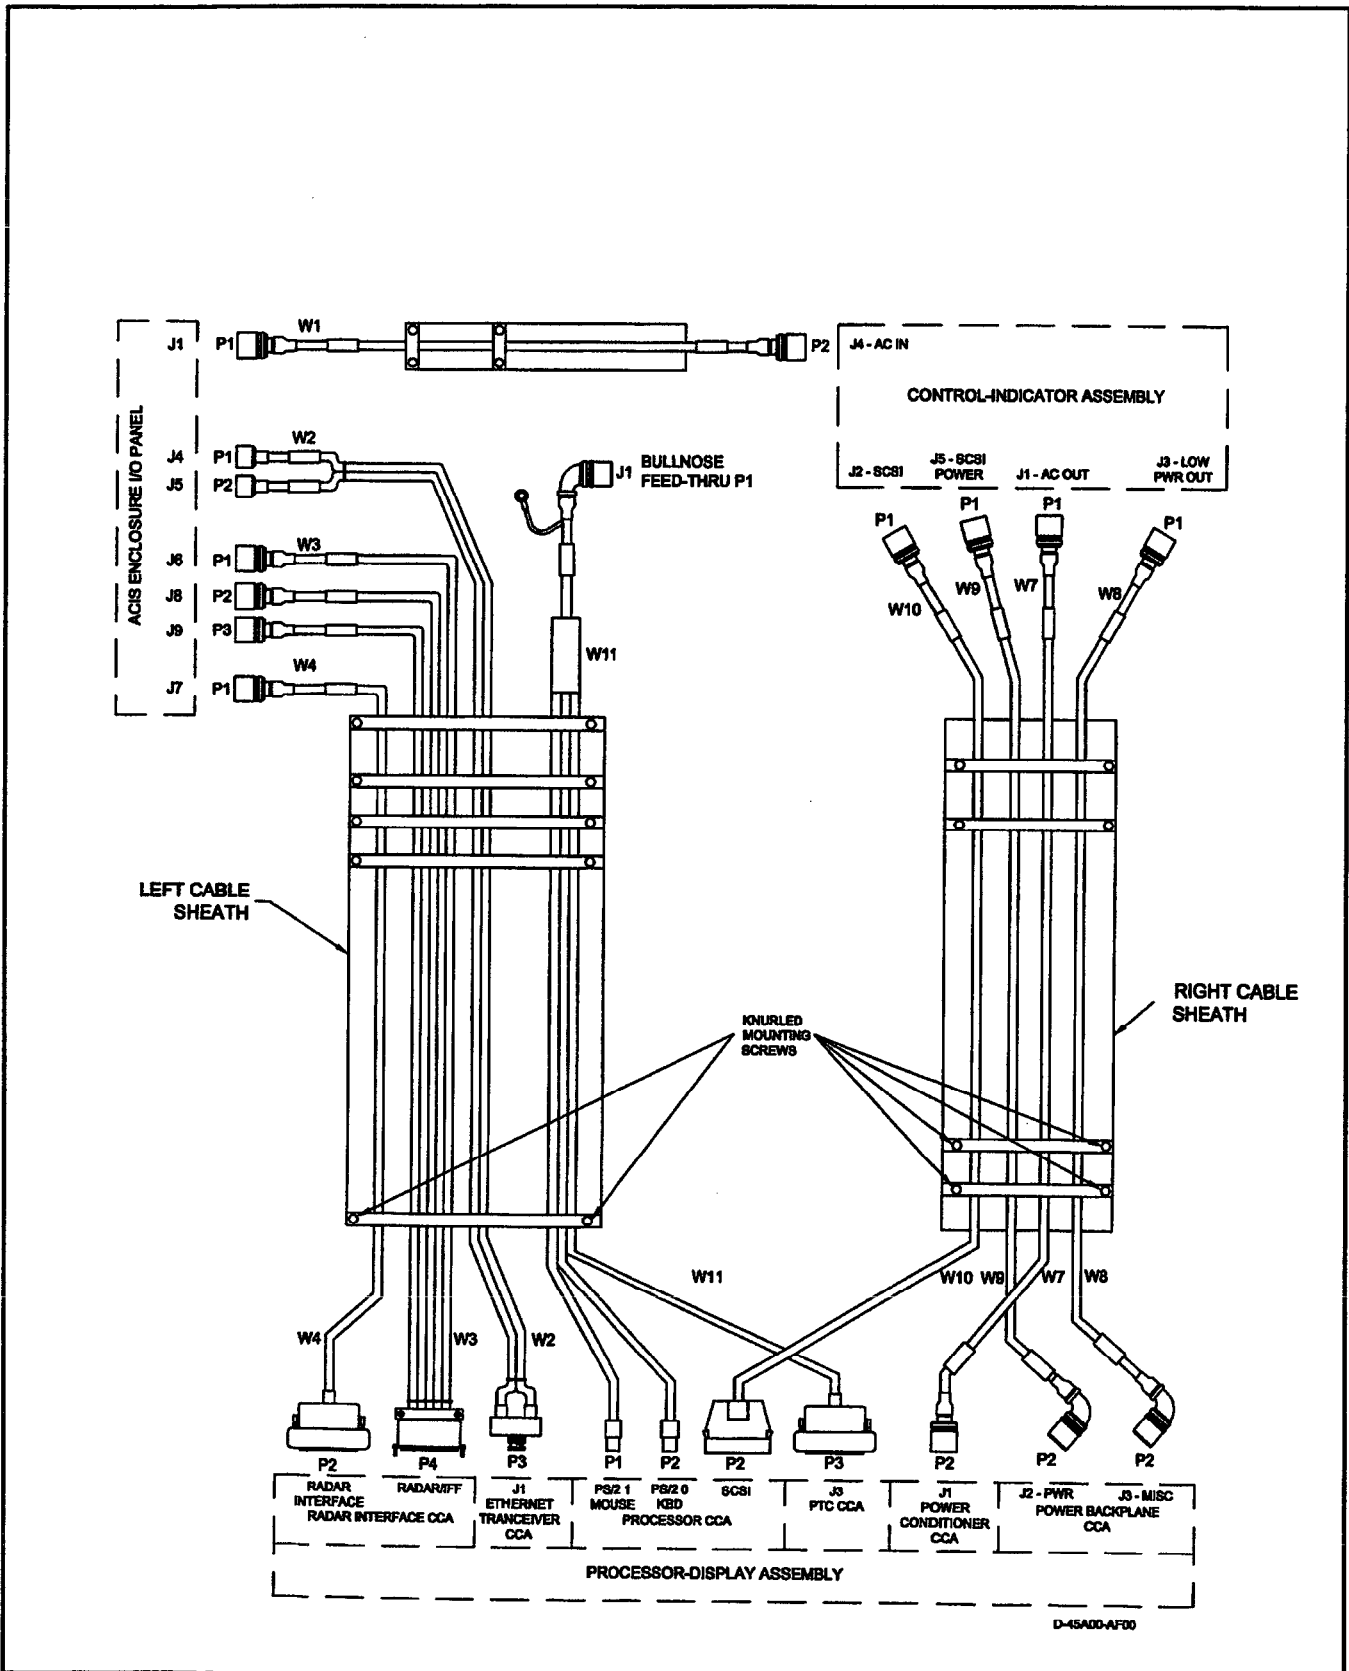 J1
P1
W1
P2
J4 - AC IN
CONTROL-INDICATOR ASSEMBLY
J2 - SCSI
J5 - SCSI
POWER
J1 - AC OUT
J3 - LOW
PWR OUT
ACIS ENCLOSURE I/O PANEL
J4
P1
W2
J5
P2
J6
P1
W3
J8
P2
J9
P3
J7
P1
W4
J1
BULLNOSE
FEED-THRU P1
W11
P1
P1
P1
P1
W10
W9
W7
W8
LEFT CABLE
SHEATH
KNURLED
MOUNTING
SCREWS
RIGHT CABLE
SHEATH
W4
W3
W2
W11
W10
W9
W7
W8
P2
P4
P3
P1
P2
P2
P3
P2
P2
P2
RADAR
INTERFACE
RADAR/IFF
RADAR INTERFACE CCA
J1
ETHERNET
TRANCEIVER
CCA
PS/2 1
MOUSE
PS/2 0
KBD
SCSI
PROCESSOR CCA
J3
PTC CCA
J1
POWER
CONDITIONER
CCA
J2 - PWR
J3 - MISC
POWER BACKPLANE
CCA
PROCESSOR-DISPLAY ASSEMBLY
D-45A00-AF00